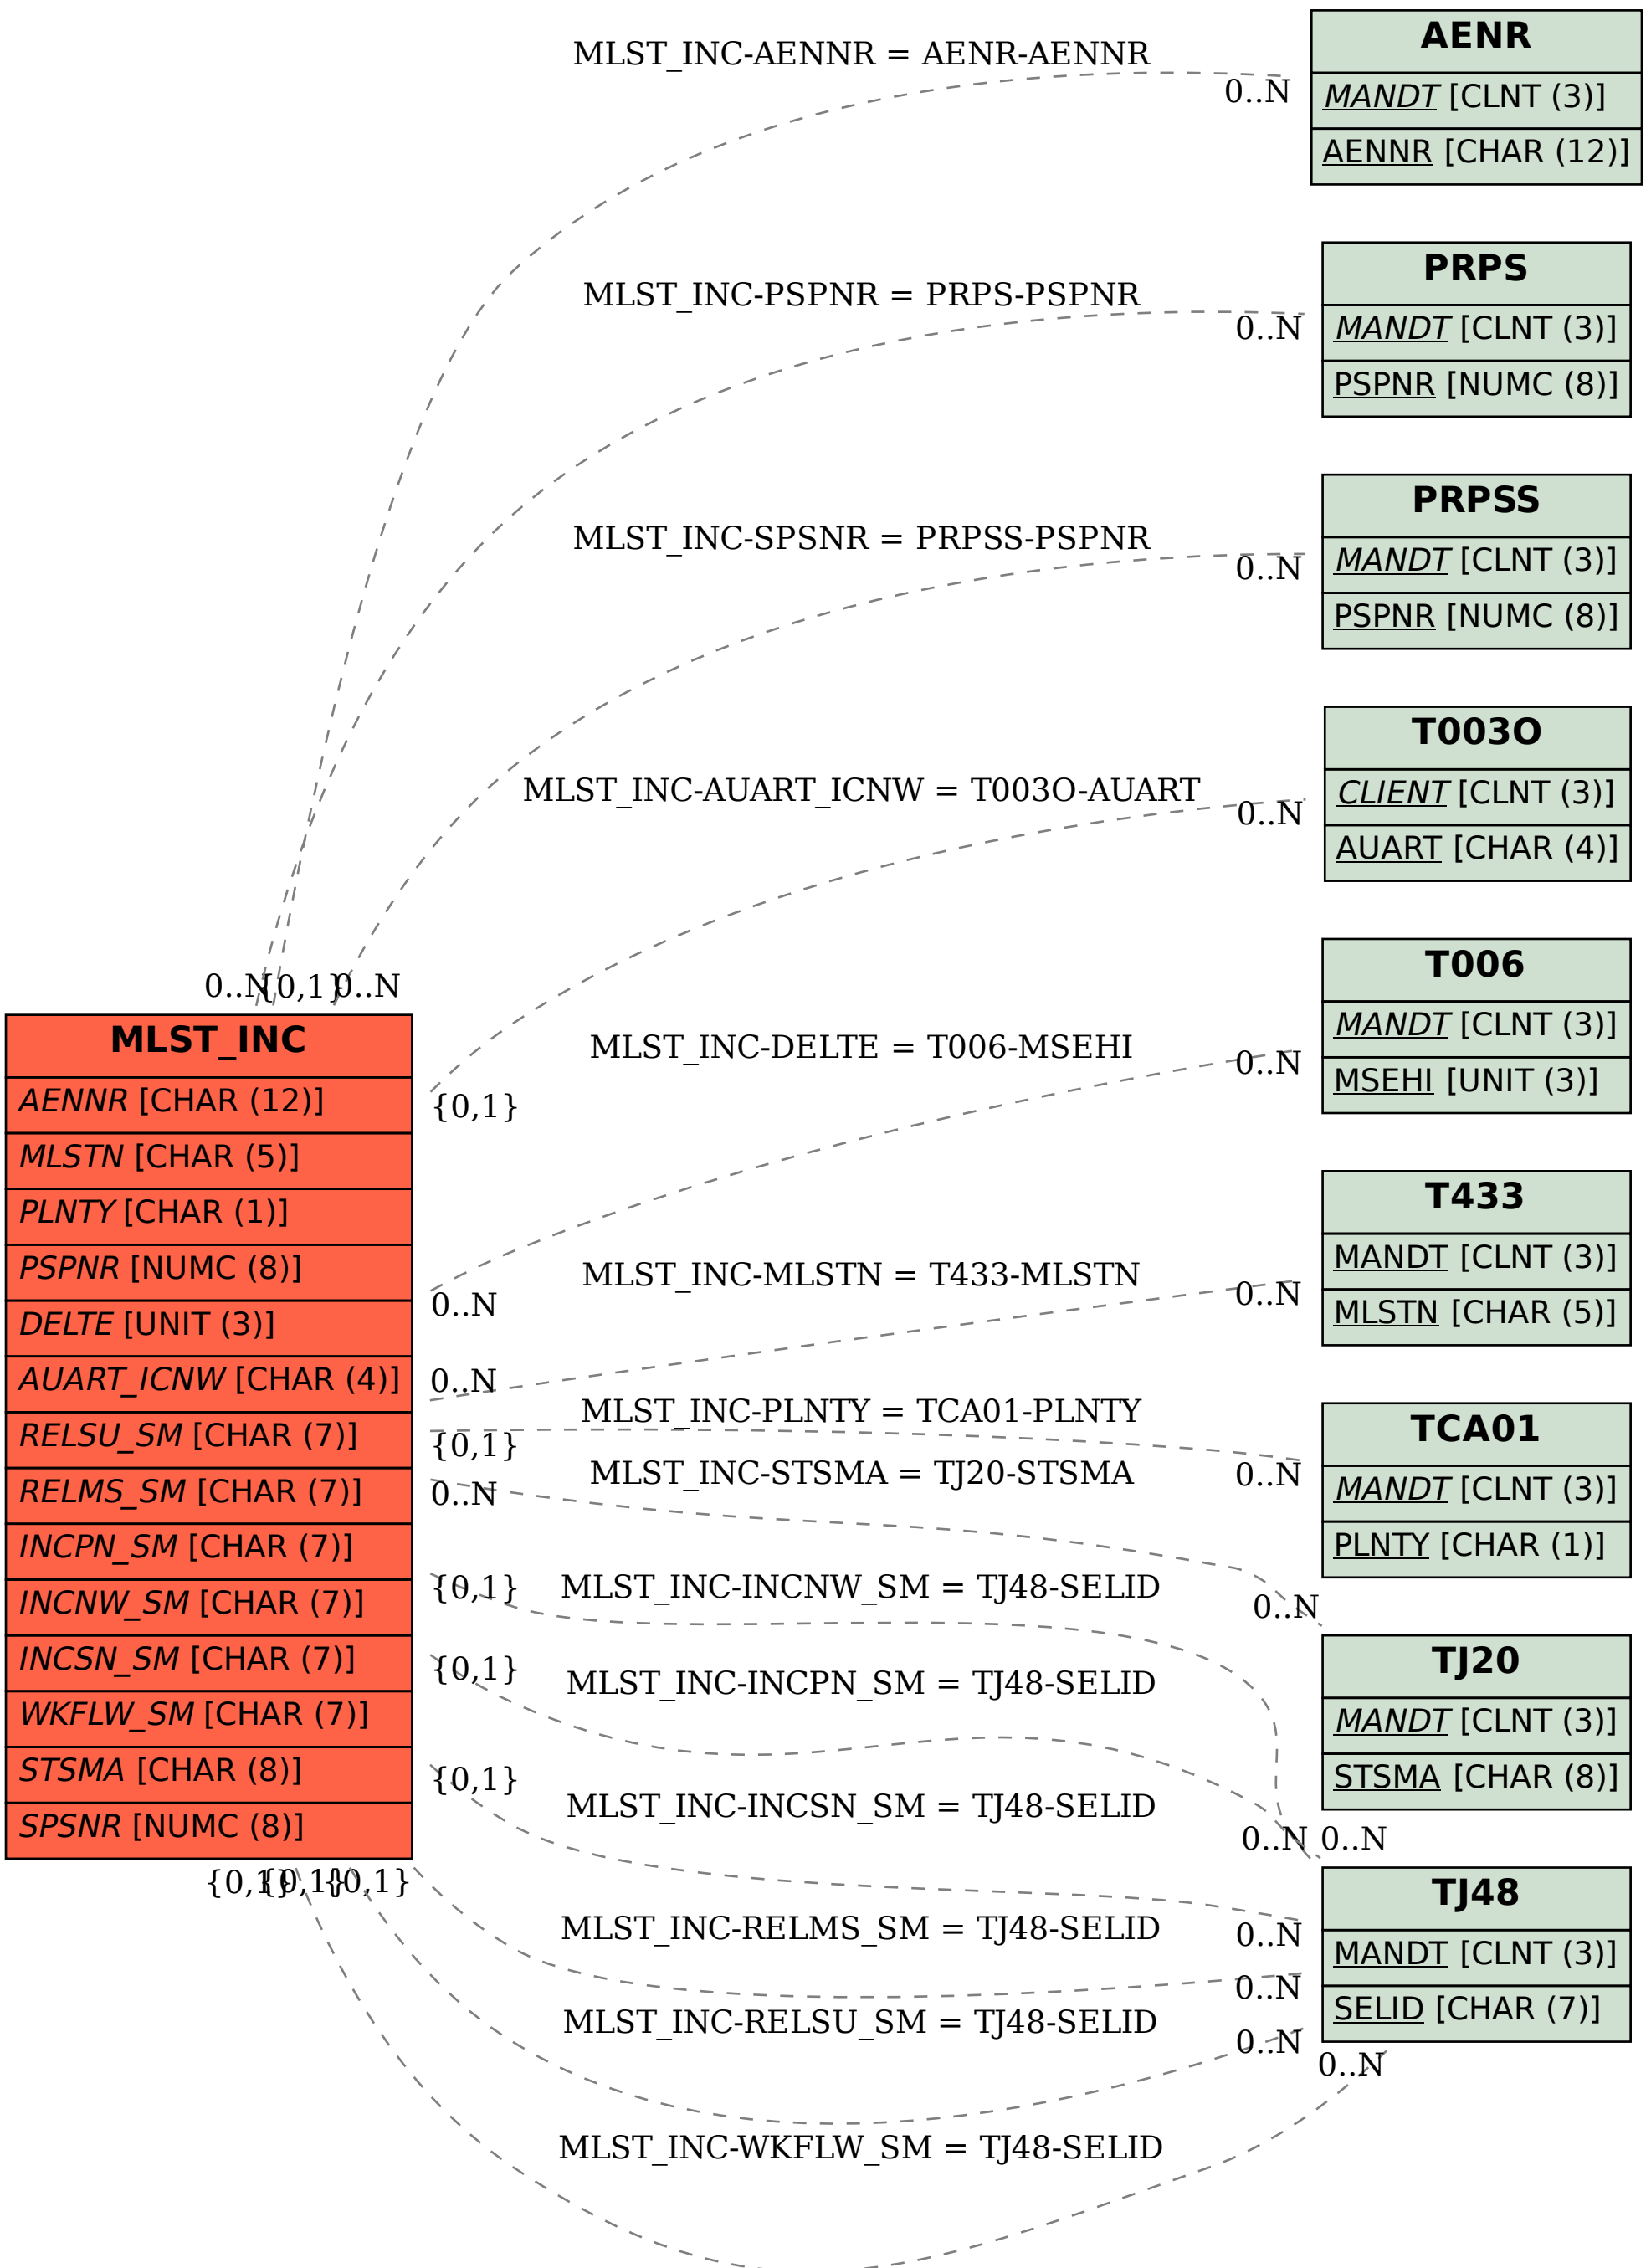 MLST_INC-AENNR = AENR-AENNR
0..N
AENR
MANDT [CLNT (3)]
AENNR [CHAR (12)]
MLST_INC-PSPNR = PRPS-PSPNR
0..N
PRPS
MANDT [CLNT (3)]
PSPNR [NUMC (8)]
MLST_INC-SPSNR = PRPSS-PSPNR
0..N
PRPSS
MANDT [CLNT (3)]
PSPNR [NUMC (8)]
MLST_INC-AUART_ICNW = T003O-AUART
0..N
T003O
CLIENT [CLNT (3)]
AUART [CHAR (4)]
MLST_INC-DELTE = T006-MSEHI
0..N
T006
MANDT [CLNT (3)]
MSEHI [UNIT (3)]
MLST_INC-MLSTN = T433-MLSTN
0..N
T433
MANDT [CLNT (3)]
MLSTN [CHAR (5)]
MLST_INC-PLNTY = TCA01-PLNTY
0..N
TCA01
MANDT [CLNT (3)]
PLNTY [CHAR (1)]
MLST_INC-STSMA = TJ20-STSMA
0..N
TJ20
MANDT [CLNT (3)]
STSMA [CHAR (8)]
MLST_INC-INCNW_SM = TJ48-SELID
MLST_INC-INCPN_SM = TJ48-SELID
MLST_INC-INCSN_SM = TJ48-SELID
0..N 0..N
TJ48
MANDT [CLNT (3)]
SELID [CHAR (7)]
MLST_INC-RELMS_SM = TJ48-SELID
0..N
0..N
MLST_INC-RELSU_SM = TJ48-SELID
0..N
0..N
MLST_INC-WKFLW_SM = TJ48-SELID
0..N {0,1} 0..N
MLST_INC
AENNR [CHAR (12)]
MLSTN [CHAR (5)]
PLNTY [CHAR (1)]
PSPNR [NUMC (8)]
DELTE [UNIT (3)]
AUART_ICNW [CHAR (4)]
RELSU_SM [CHAR (7)]
RELMS_SM [CHAR (7)]
INCPN_SM [CHAR (7)]
INCNW_SM [CHAR (7)]
INCSN_SM [CHAR (7)]
WKFLW_SM [CHAR (7)]
STSMA [CHAR (8)]
SPSNR [NUMC (8)]
{0,1}
0..N
0..N
{0,1}
0..N
{0,1}
{0,1}
{0,1}
{0,1} {0,1} {0,1}